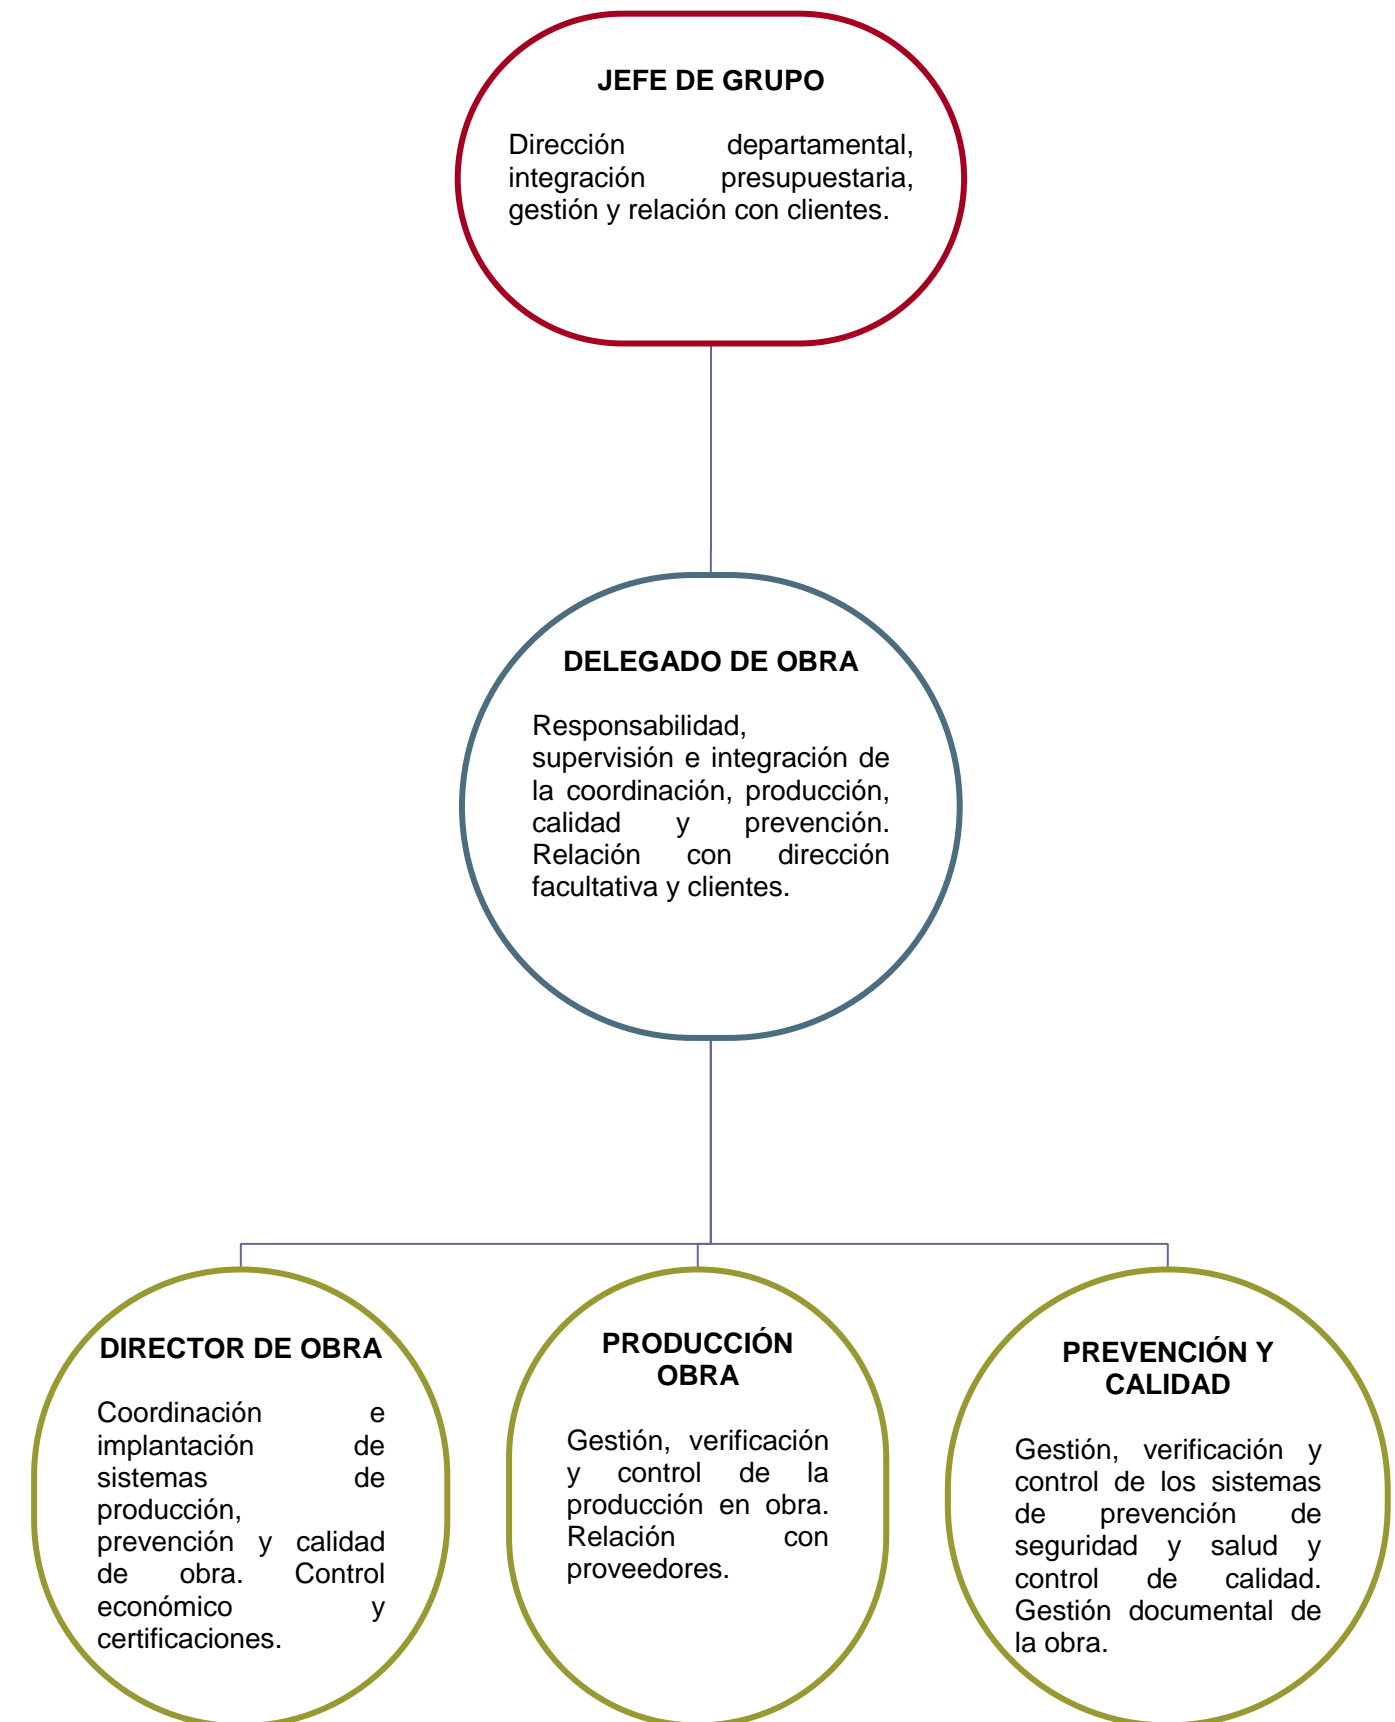 JEFE DE GRUPO
Dirección departamental,
integración presupuestaria,
gestión y relación con clientes.
DELEGADO DE OBRA
Responsabilidad,
supervisión e integración de
la coordinación, producción,
calidad y prevención.
Relación con dirección
facultativa y clientes.
DIRECTOR DE OBRA
Coordinación e
implantación de
sistemas de
producción,
prevención y calidad
de obra. Control
económico y
certificaciones.
PRODUCCIÓN
OBRA
Gestión, verificación
y control de la
producción en obra.
Relación con
proveedores.
PREVENCIÓN Y
CALIDAD
Gestión, verificación y
control de los sistemas
de prevención de
seguridad y salud y
control de calidad.
Gestión documental de
la obra.